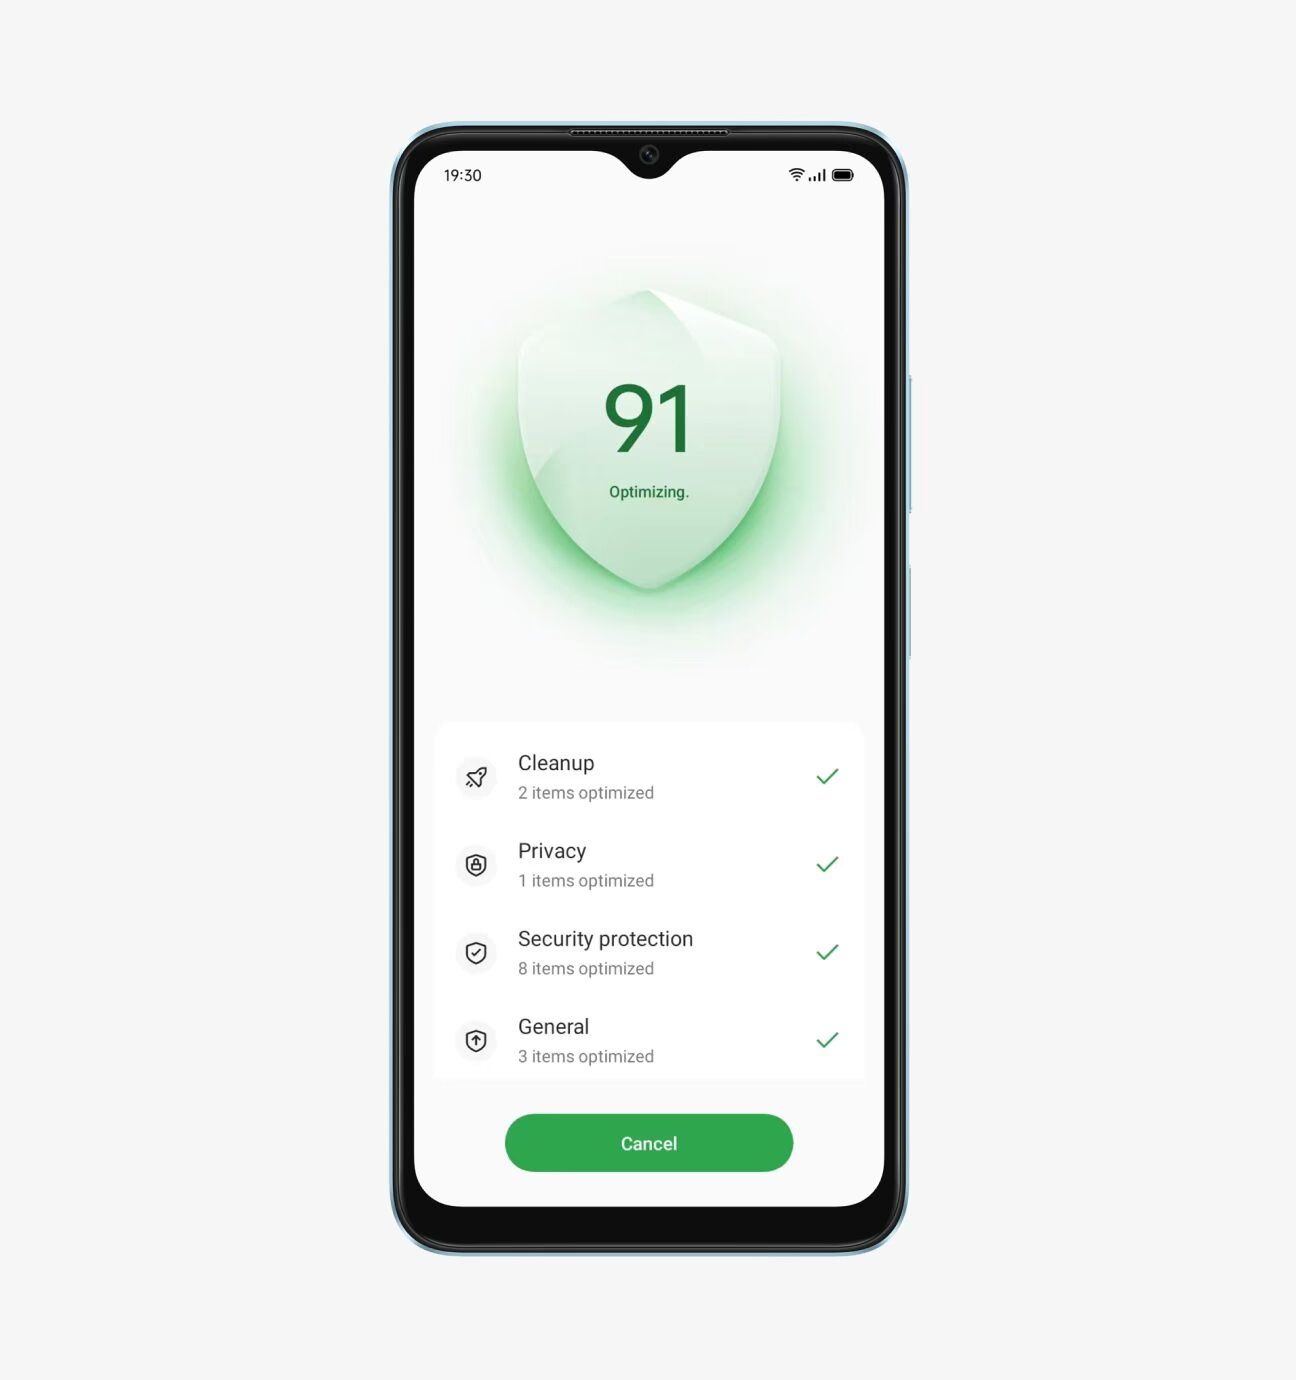 19:30
91
Optimizing.
Cleanup
2 items optimized
Privacy
1 items optimized
Security protection
8 items optimized
General
3 items optimized
Cancel